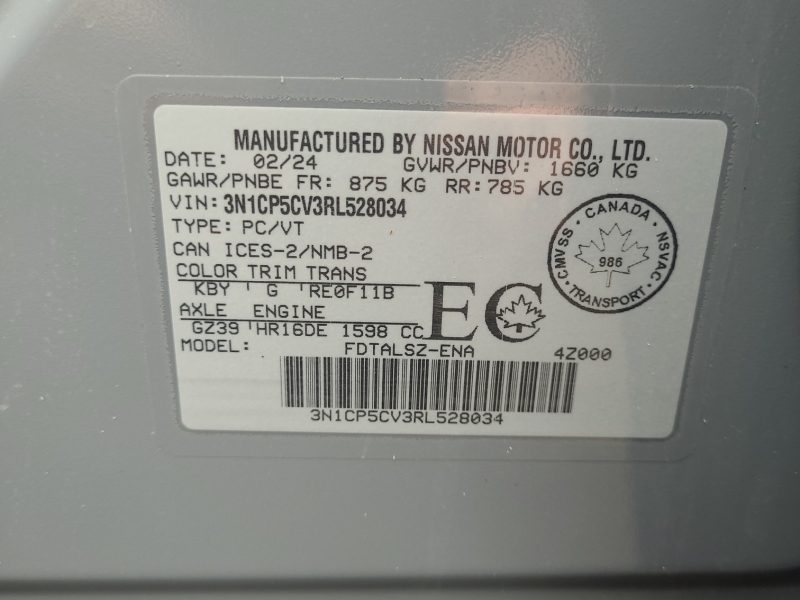 MANUFACTURED BY NISSAN MOTOR CO., LTD.
DATE: 02/24 GVWR/PNBV: 1660 KG
GAWR/PNBE FR: 875 KG RR: 785 KG
VIN: 3N1CP5CV3RL528034
TYPE: PC/VT
CAN ICES-2/NMB-2
COLOR TRIM TRANS
KBY G RE0F11B
AXLE ENGINE
GZ39 HR16DE 1598 CC
EC
CANADA
CMVSS NSVAC
986
TRANSPORT
MODEL: FDTALSZ-ENA 4Z000
3N1CP5CV3RL528034